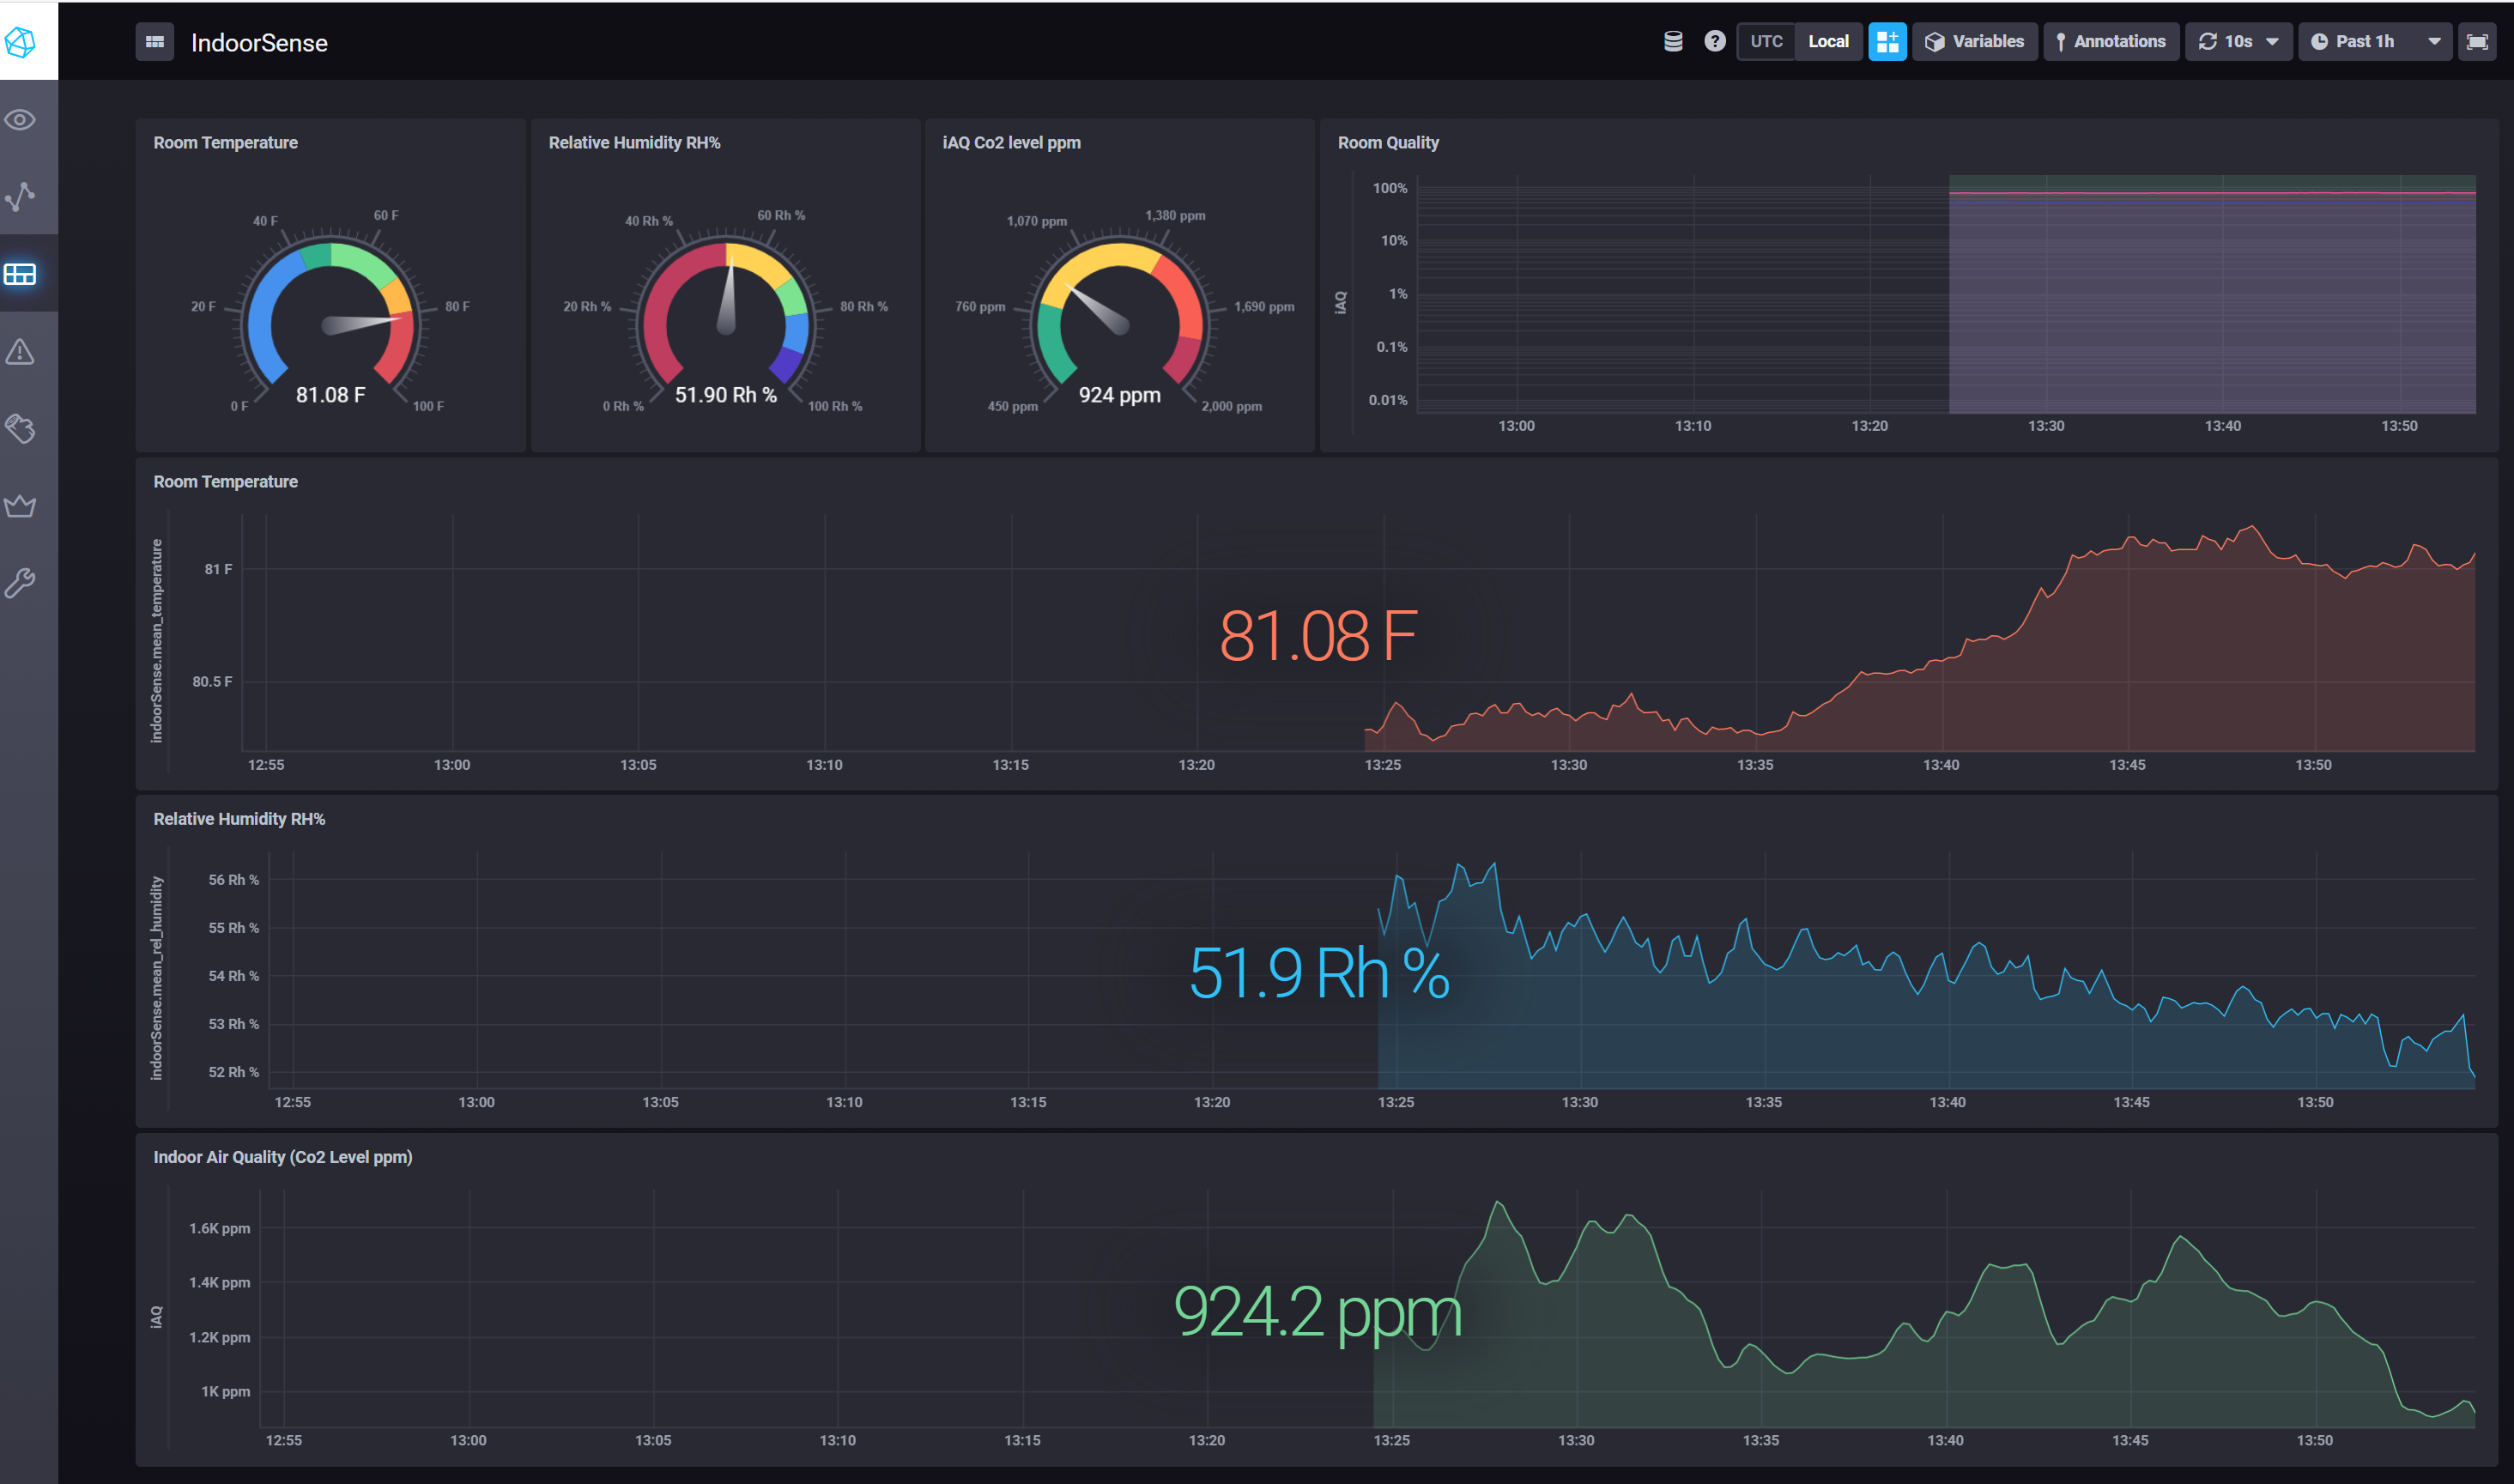 IndoorSense
UTC Local Variables Annotations 10s Past 1h
Room Temperature
40 F 60 F
20 F 80 F
81.08 F
0 F 100 F
Relative Humidity RH%
40 Rh % 60 Rh %
20 Rh % 80 Rh %
51.90 Rh %
0 Rh % 100 Rh %
iAQ Co2 level ppm
1,070 ppm 1,380 ppm
760 ppm 1,690 ppm
924 ppm
450 ppm 2,000 ppm
Room Quality
iAQ
100%
10%
1%
0.1%
0.01%
13:00 13:10 13:20 13:30 13:40 13:50
Room Temperature
indoorSense.mean_temperature
81 F
81.08 F
80.5 F
12:55 13:00 13:05 13:10 13:15 13:20 13:25 13:30 13:35 13:40 13:45 13:50
Relative Humidity RH%
indoorSense.mean_rel_humidity
56 Rh %
55 Rh %
54 Rh %
51.9 Rh %
53 Rh %
52 Rh %
12:55 13:00 13:05 13:10 13:15 13:20 13:25 13:30 13:35 13:40 13:45 13:50
Indoor Air Quality (Co2 Level ppm)
iAQ
1.6K ppm
1.4K ppm
924.2 ppm
1.2K ppm
1K ppm
12:55 13:00 13:05 13:10 13:15 13:20 13:25 13:30 13:35 13:40 13:45 13:50